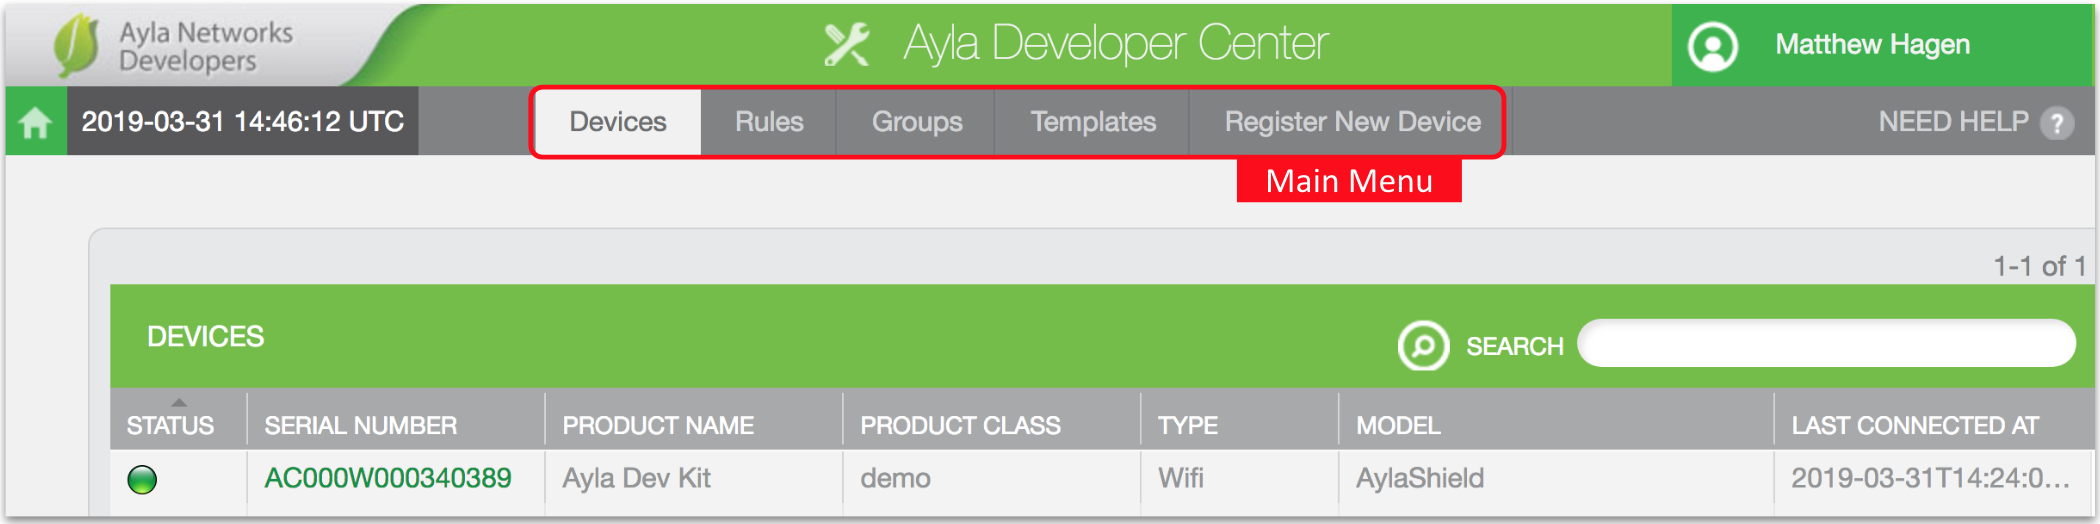 Ayla Networks
Developers
Ayla Developer Center
Matthew Hagen
2019-03-31 14:46:12 UTC
Devices
Rules
Groups
Templates
Register New Device
NEED HELP ?
Main Menu
1-1 of 1
DEVICES
SEARCH
STATUS SERIAL NUMBER PRODUCT NAME PRODUCT CLASS TYPE MODEL LAST CONNECTED AT
AC000W000340389 Ayla Dev Kit demo Wifi AylaShield 2019-03-31T14:24:0...